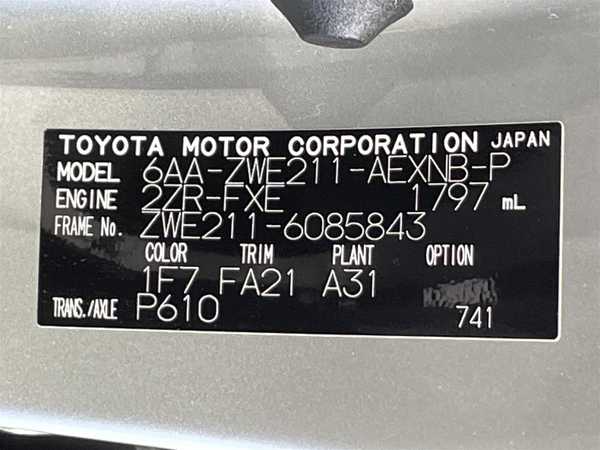 TOYOTA MOTOR CORPORATION JAPAN
MODEL 6AA-ZWE211-AEXNB-P
ENGINE 2ZR-FXE 1797 mL
FRAME No. ZWE211-6085843
COLOR TRIM PLANT OPTION
1F7 FA21 A31
TRANS./AXLE P610
741